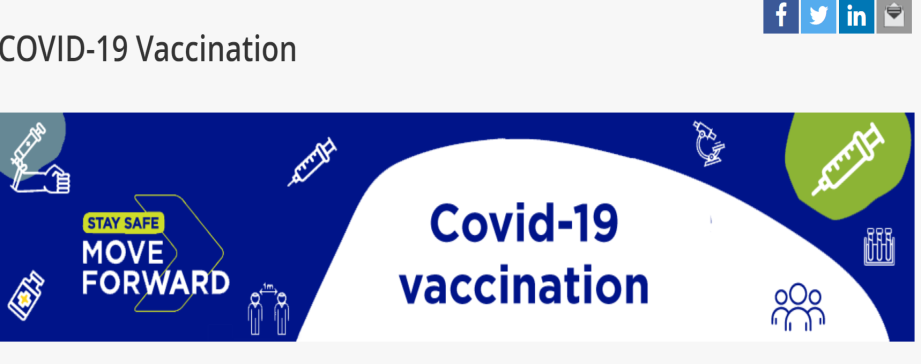 COVID-19 Vaccination
STAY SAFE
MOVE
FORWARD
1m
Covid-19
vaccination